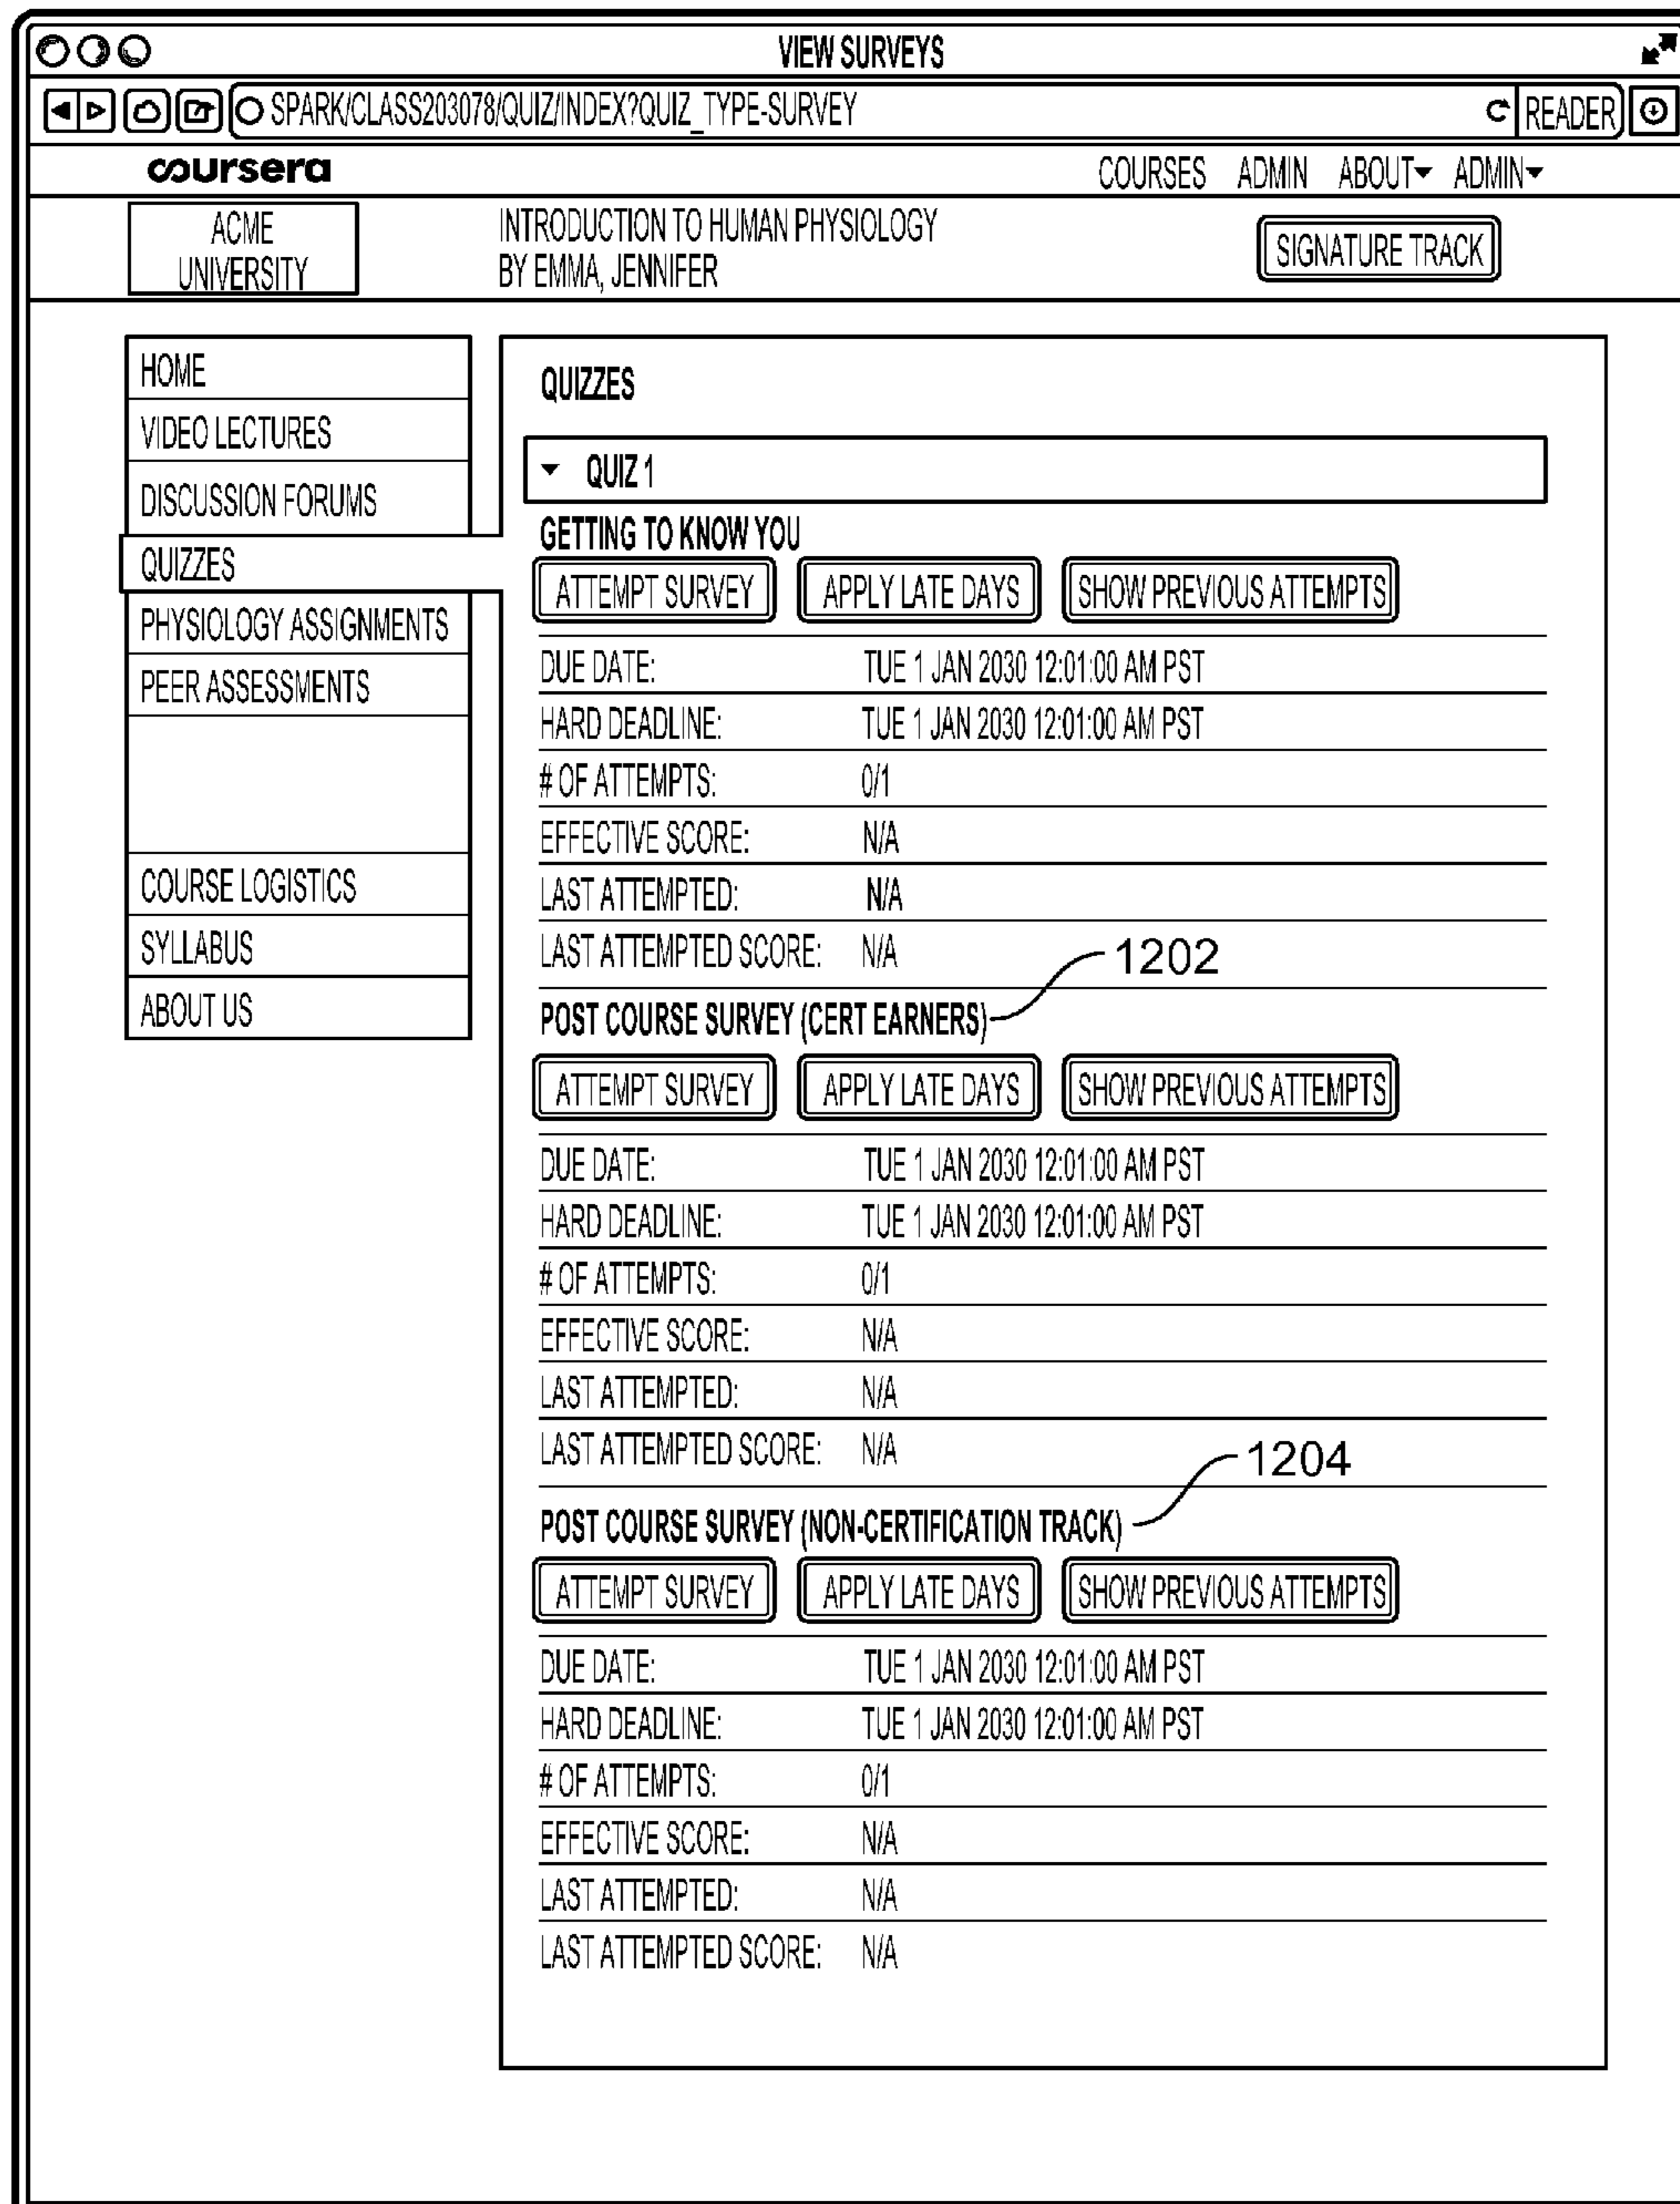 VIEW SURVEYS
SPARK/CLASS203078/QUIZ/INDEX?QUIZ_TYPE-SURVEY
READER
coursera
COURSES ADMIN ABOUT ADMIN
ACME
UNIVERSITY
INTRODUCTION TO HUMAN PHYSIOLOGY
BY EMMA, JENNIFER
SIGNATURE TRACK
HOME
VIDEO LECTURES
DISCUSSION FORUMS
QUIZZES
PHYSIOLOGY ASSIGNMENTS
PEER ASSESSMENTS
COURSE LOGISTICS
SYLLABUS
ABOUT US
QUIZZES
QUIZ 1
GETTING TO KNOW YOU
ATTEMPT SURVEY APPLY LATE DAYS SHOW PREVIOUS ATTEMPTS
DUE DATE: TUE 1 JAN 2030 12:01:00 AM PST
HARD DEADLINE: TUE 1 JAN 2030 12:01:00 AM PST
# OF ATTEMPTS: 0/1
EFFECTIVE SCORE: N/A
LAST ATTEMPTED: N/A
LAST ATTEMPTED SCORE: N/A
1202
POST COURSE SURVEY (CERT EARNERS)
ATTEMPT SURVEY APPLY LATE DAYS SHOW PREVIOUS ATTEMPTS
DUE DATE: TUE 1 JAN 2030 12:01:00 AM PST
HARD DEADLINE: TUE 1 JAN 2030 12:01:00 AM PST
# OF ATTEMPTS: 0/1
EFFECTIVE SCORE: N/A
LAST ATTEMPTED: N/A
LAST ATTEMPTED SCORE: N/A
1204
POST COURSE SURVEY (NON-CERTIFICATION TRACK)
ATTEMPT SURVEY APPLY LATE DAYS SHOW PREVIOUS ATTEMPTS
DUE DATE: TUE 1 JAN 2030 12:01:00 AM PST
HARD DEADLINE: TUE 1 JAN 2030 12:01:00 AM PST
# OF ATTEMPTS: 0/1
EFFECTIVE SCORE: N/A
LAST ATTEMPTED: N/A
LAST ATTEMPTED SCORE: N/A